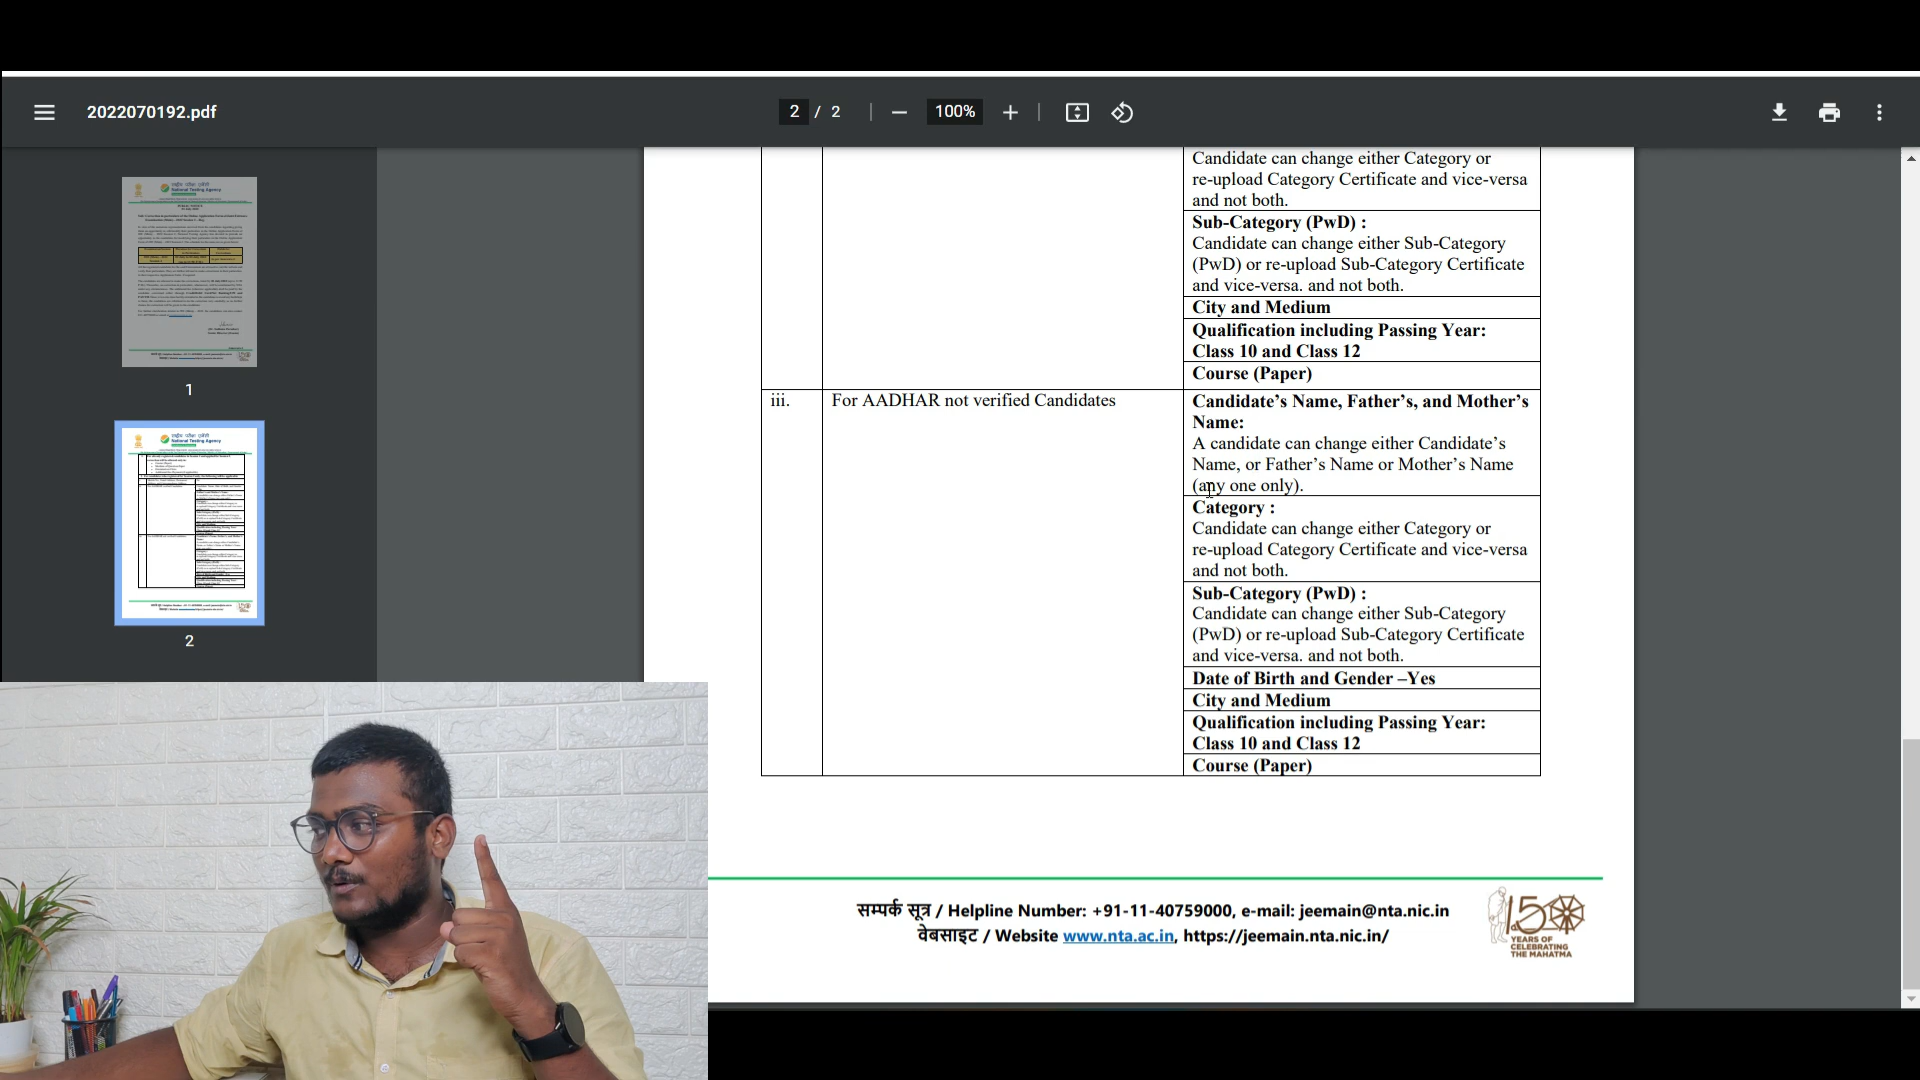 2022070192.pdf
2 / 2
100%
1
2
Candidate can change either Category or
re-upload Category Certificate and vice-versa
and not both.
Sub-Category (PwD) :
Candidate can change either Sub-Category
(PwD) or re-upload Sub-Category Certificate
and vice-versa. and not both.
City and Medium
Qualification including Passing Year:
Class 10 and Class 12
Course (Paper)
iii.
For AADHAR not verified Candidates
Candidate’s Name, Father’s, and Mother’s
Name:
A candidate can change either Candidate’s
Name, or Father’s Name or Mother’s Name
(any one only).
Category :
Candidate can change either Category or
re-upload Category Certificate and vice-versa
and not both.
Sub-Category (PwD) :
Candidate can change either Sub-Category
(PwD) or re-upload Sub-Category Certificate
and vice-versa. and not both.
Date of Birth and Gender –Yes
City and Medium
Qualification including Passing Year:
Class 10 and Class 12
Course (Paper)
सम्पर्क सूत्र / Helpline Number: +91-11-40759000, e-mail: jeemain@nta.nic.in
वेबसाइट / Website www.nta.ac.in, https://jeemain.nta.nic.in/
150
YEARS OF
CELEBRATING
THE MAHATMA